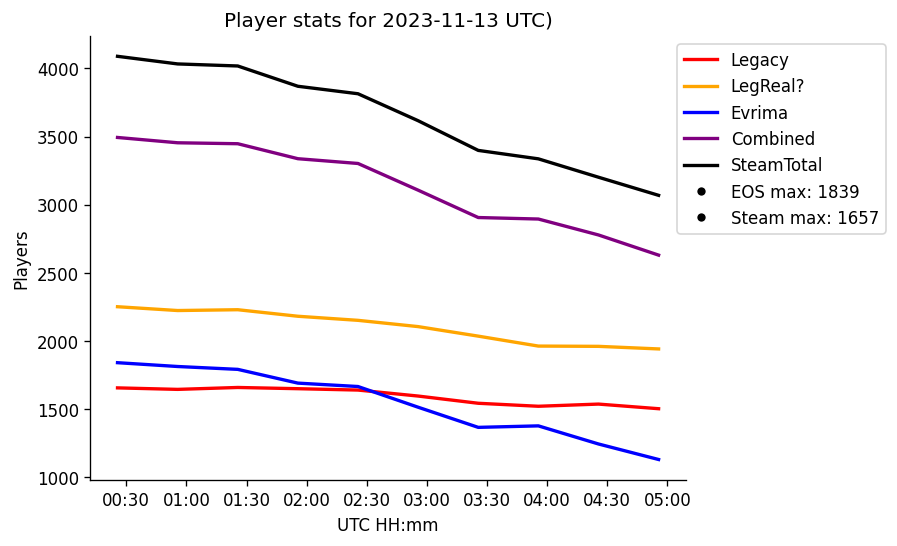 Player stats for 2023-11-13 UTC)
Players
4000
3500
3000
2500
2000
1500
1000
00:30 01:00 01:30 02:00 02:30 03:00 03:30 04:00 04:30 05:00
UTC HH:mm
Legacy
LegReal?
Evrima
Combined
SteamTotal
EOS max: 1839
Steam max: 1657